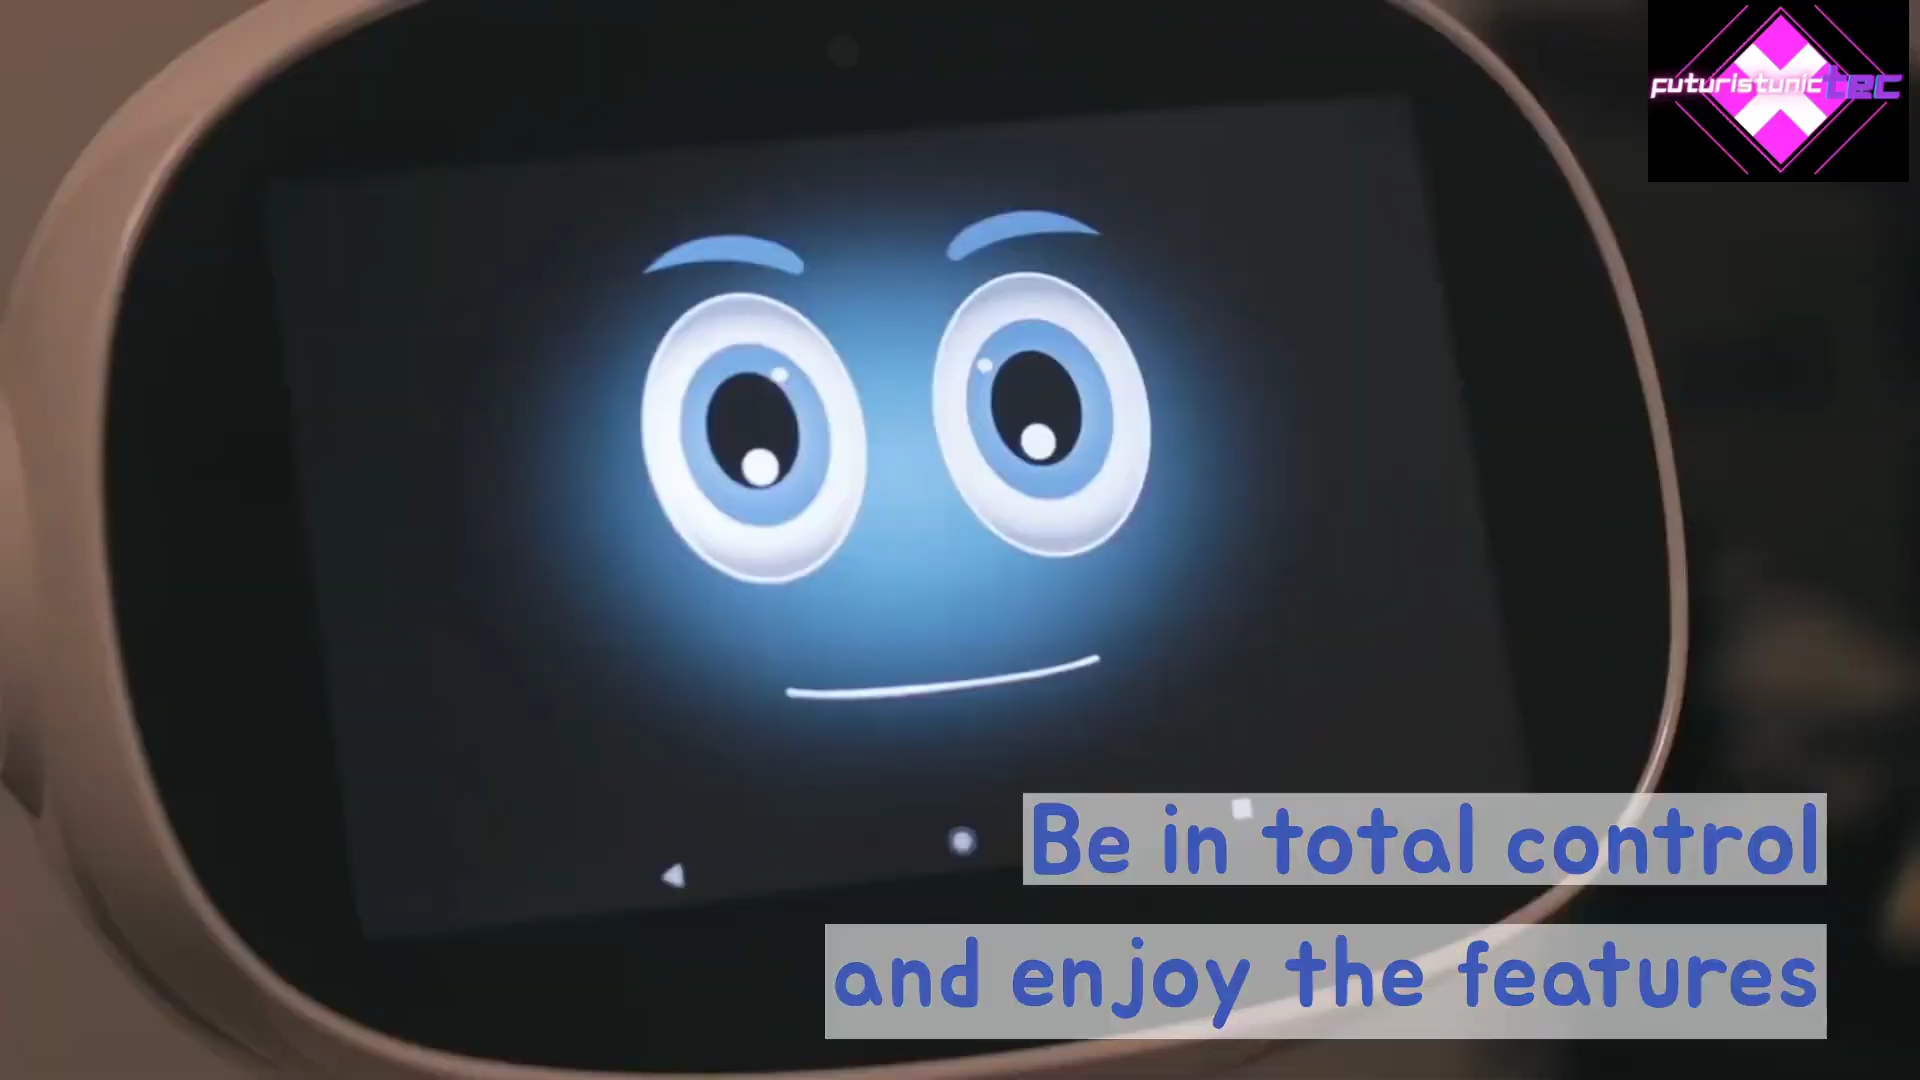 futuristunic tec
Be in total control
and enjoy the features